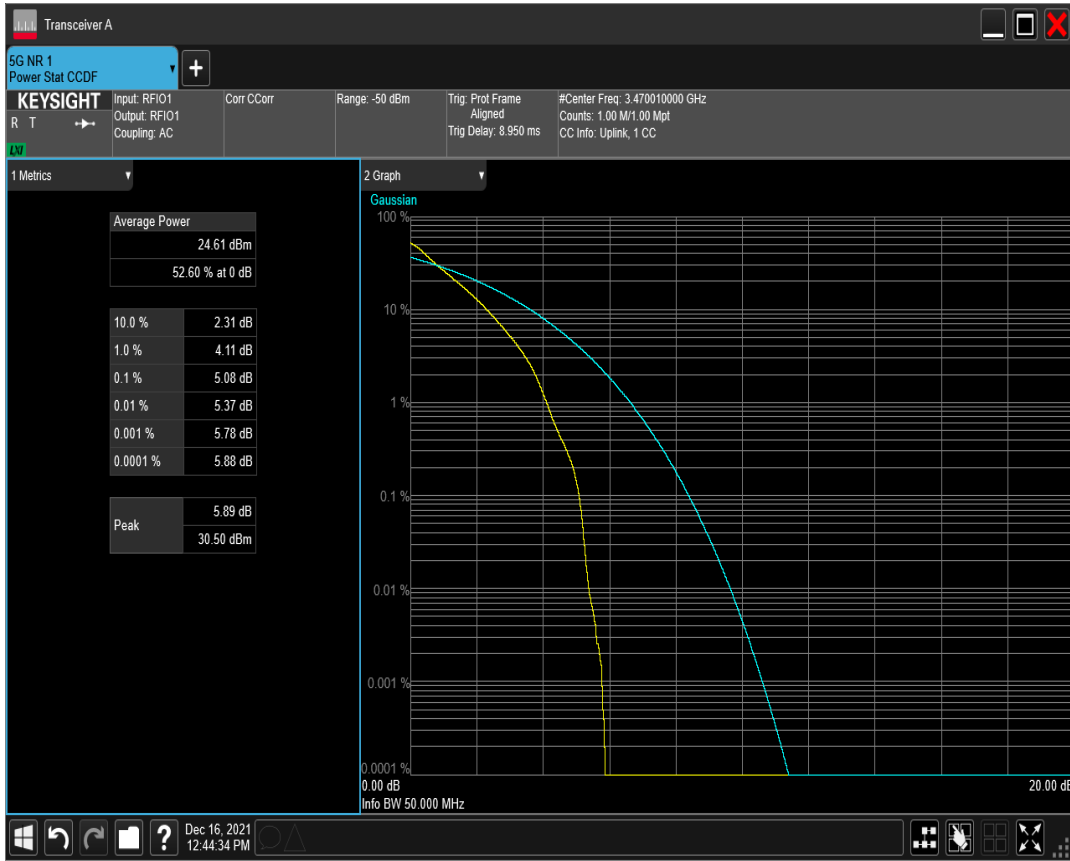 Transceiver A
5G NR 1
Power Stat CCDF
KEYSIGHT
R T
LXI
Input: RFIO1
Output: RFIO1
Coupling: AC
Corr CCorr
Range: -50 dBm
Trig: Prot Frame
Aligned
Trig Delay: 8.950 ms
#Center Freq: 3.470010000 GHz
Counts: 1.00 M/1.00 Mpt
CC Info: Uplink, 1 CC
1 Metrics
Average Power
24.61 dBm
52.60 % at 0 dB
10.0 % 2.31 dB
1.0 % 4.11 dB
0.1 % 5.08 dB
0.01 % 5.37 dB
0.001 % 5.78 dB
0.0001 % 5.88 dB
Peak 5.89 dB
30.50 dBm
2 Graph
Gaussian
100 %
10 %
1 %
0.1 %
0.01 %
0.001 %
0.0001 %
0.00 dB 20.00 dB
Info BW 50.000 MHz
? Dec 16, 2021
12:44:34 PM